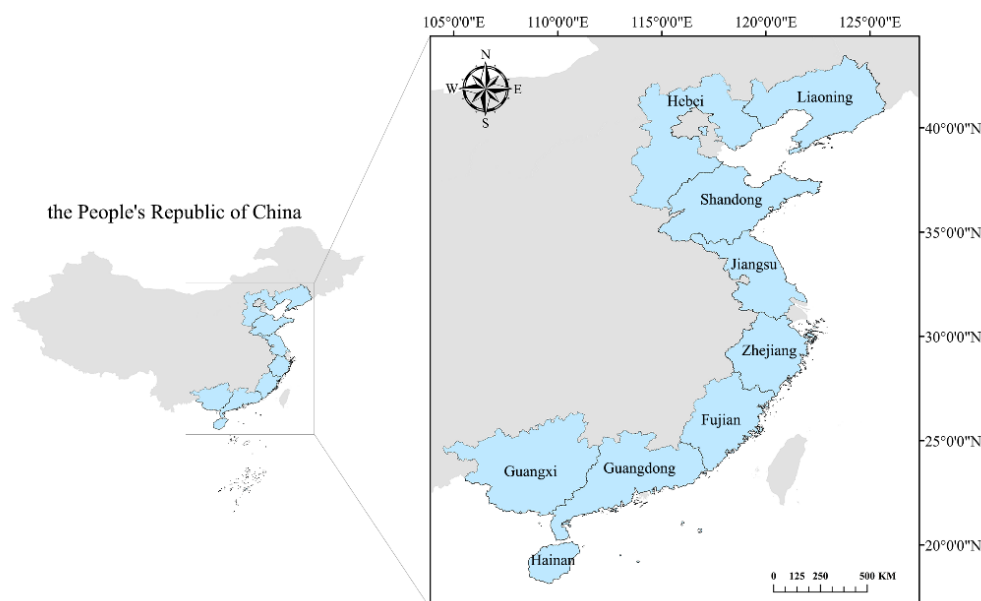 105°0'0"E 110°0'0"E 115°0'0"E 120°0'0"E 125°0'0"E
N
W E
S
Hebei
Liaoning
40°0'0"N
Shandong
the People's Republic of China
35°0'0"N
Jiangsu
30°0'0"N
Zhejiang
Fujian
25°0'0"N
Guangxi
Guangdong
20°0'0"N
Hainan
0 125 250 500 KM